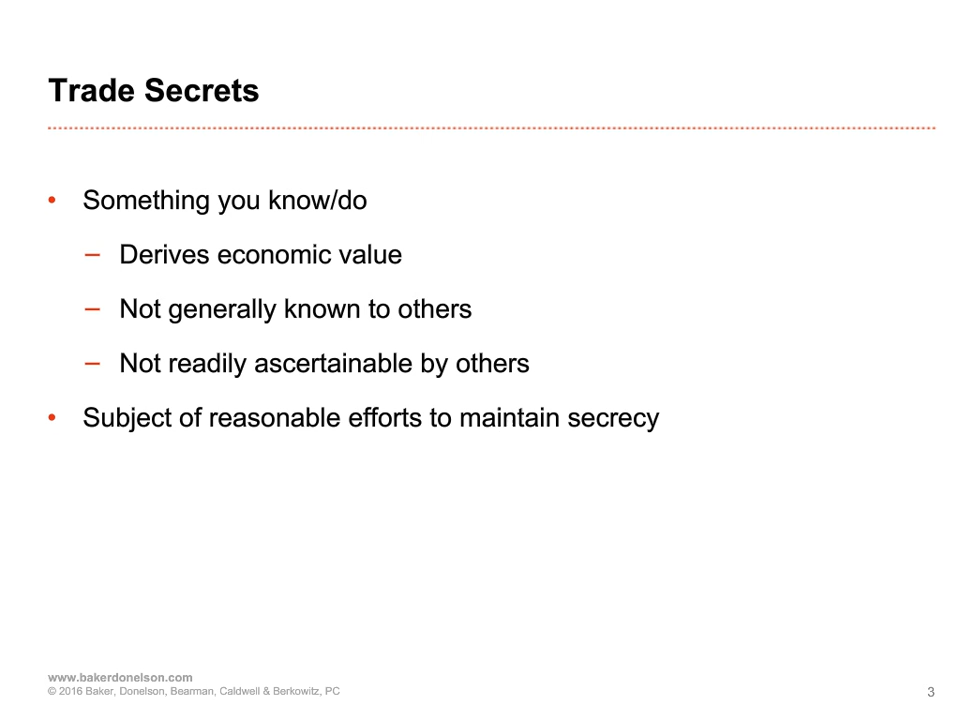 Trade Secrets
• Something you know/do
– Derives economic value
– Not generally known to others
– Not readily ascertainable by others
• Subject of reasonable efforts to maintain secrecy
www.bakerdonelson.com
© 2016 Baker, Donelson, Bearman, Caldwell & Berkowitz, PC
3